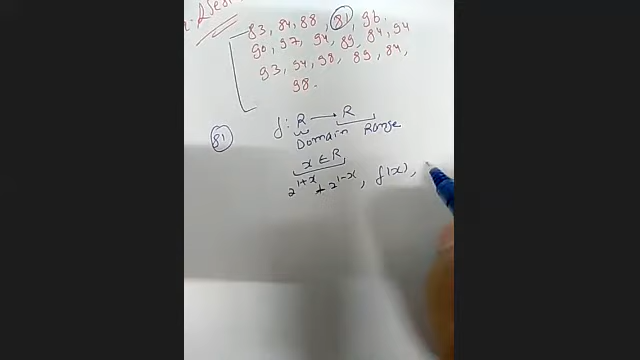 83, 84, 88, 81, 96,
90, 97, 94, 89, 84, 94
93, 94, 98, 89, 84,
98.
81 f: R → R
Domain Range
x ∈ R,
2^1+x + 2^1-x, f(x),